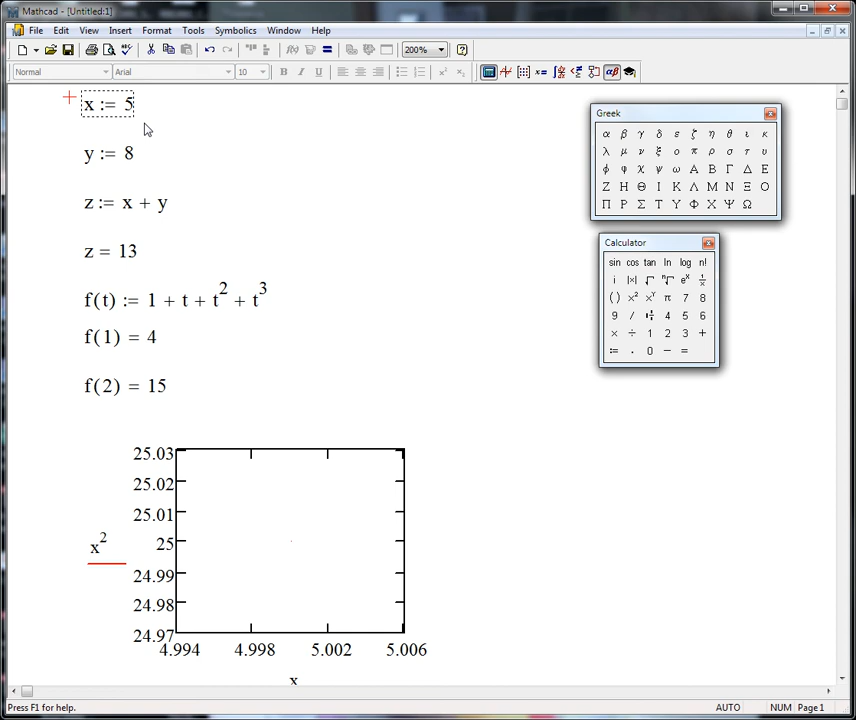 Mathcad - [Untitled:1]
File Edit View Insert Format Tools Symbolics Window Help
200%
Normal Arial 10 B I U αβ
x := 5
y := 8
z := x + y
z = 13
f(t) := 1 + t + t² + t³
f(1) = 4
f(2) = 15
25.03
25.02
25.01
25
24.99
24.98
24.97
x²
4.994 4.998 5.002 5.006
x
Greek
α β γ δ ε ζ η θ ι κ
λ μ ν ξ ο π ρ σ τ υ
ϕ φ χ ψ ω Α Β Γ Δ Ε
Ζ Η Θ Ι Κ Λ Μ Ν Ξ Ο
Π Ρ Σ Τ Υ Φ Χ Ψ Ω
Calculator
sin cos tan ln log n!
i |×| √ ⁿ√ eˣ 1/x
( ) x² xʸ π 7 8
9 / 1½ 4 5 6
× ÷ 1 2 3 +
:= . 0 − =
Press F1 for help. AUTO NUM Page 1